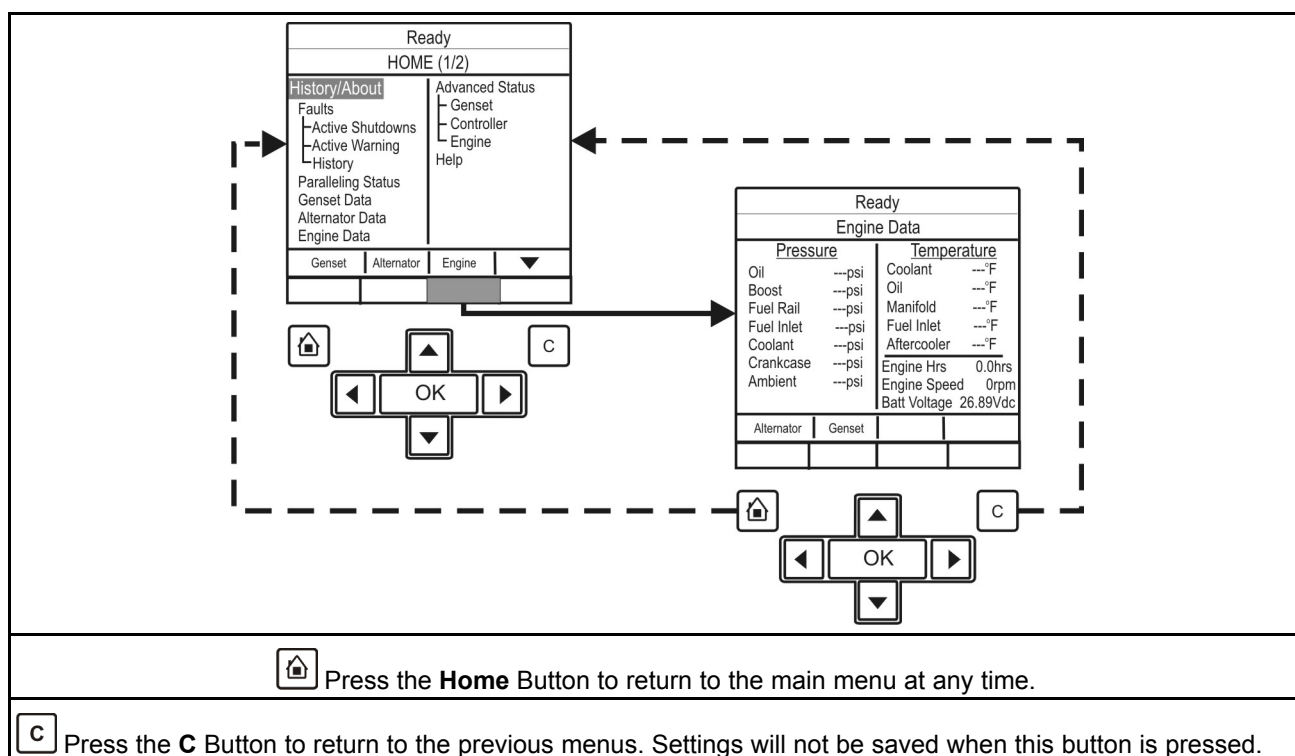 Ready
HOME (1/2)
History/About
Faults
Active Shutdowns
Active Warning
History
Paralleling Status
Genset Data
Alternator Data
Engine Data
Advanced Status
Genset
Controller
Engine
Help
Genset Alternator Engine
C
OK
Ready
Engine Data
Pressure
Oil ---psi
Boost ---psi
Fuel Rail ---psi
Fuel Inlet ---psi
Coolant ---psi
Crankcase ---psi
Ambient ---psi
Temperature
Coolant ---°F
Oil ---°F
Manifold ---°F
Fuel Inlet ---°F
Aftercooler ---°F
Engine Hrs 0.0hrs
Engine Speed 0rpm
Batt Voltage 26.89Vdc
Alternator Genset
C
OK
Press the Home Button to return to the main menu at any time.
C Press the C Button to return to the previous menus. Settings will not be saved when this button is pressed.